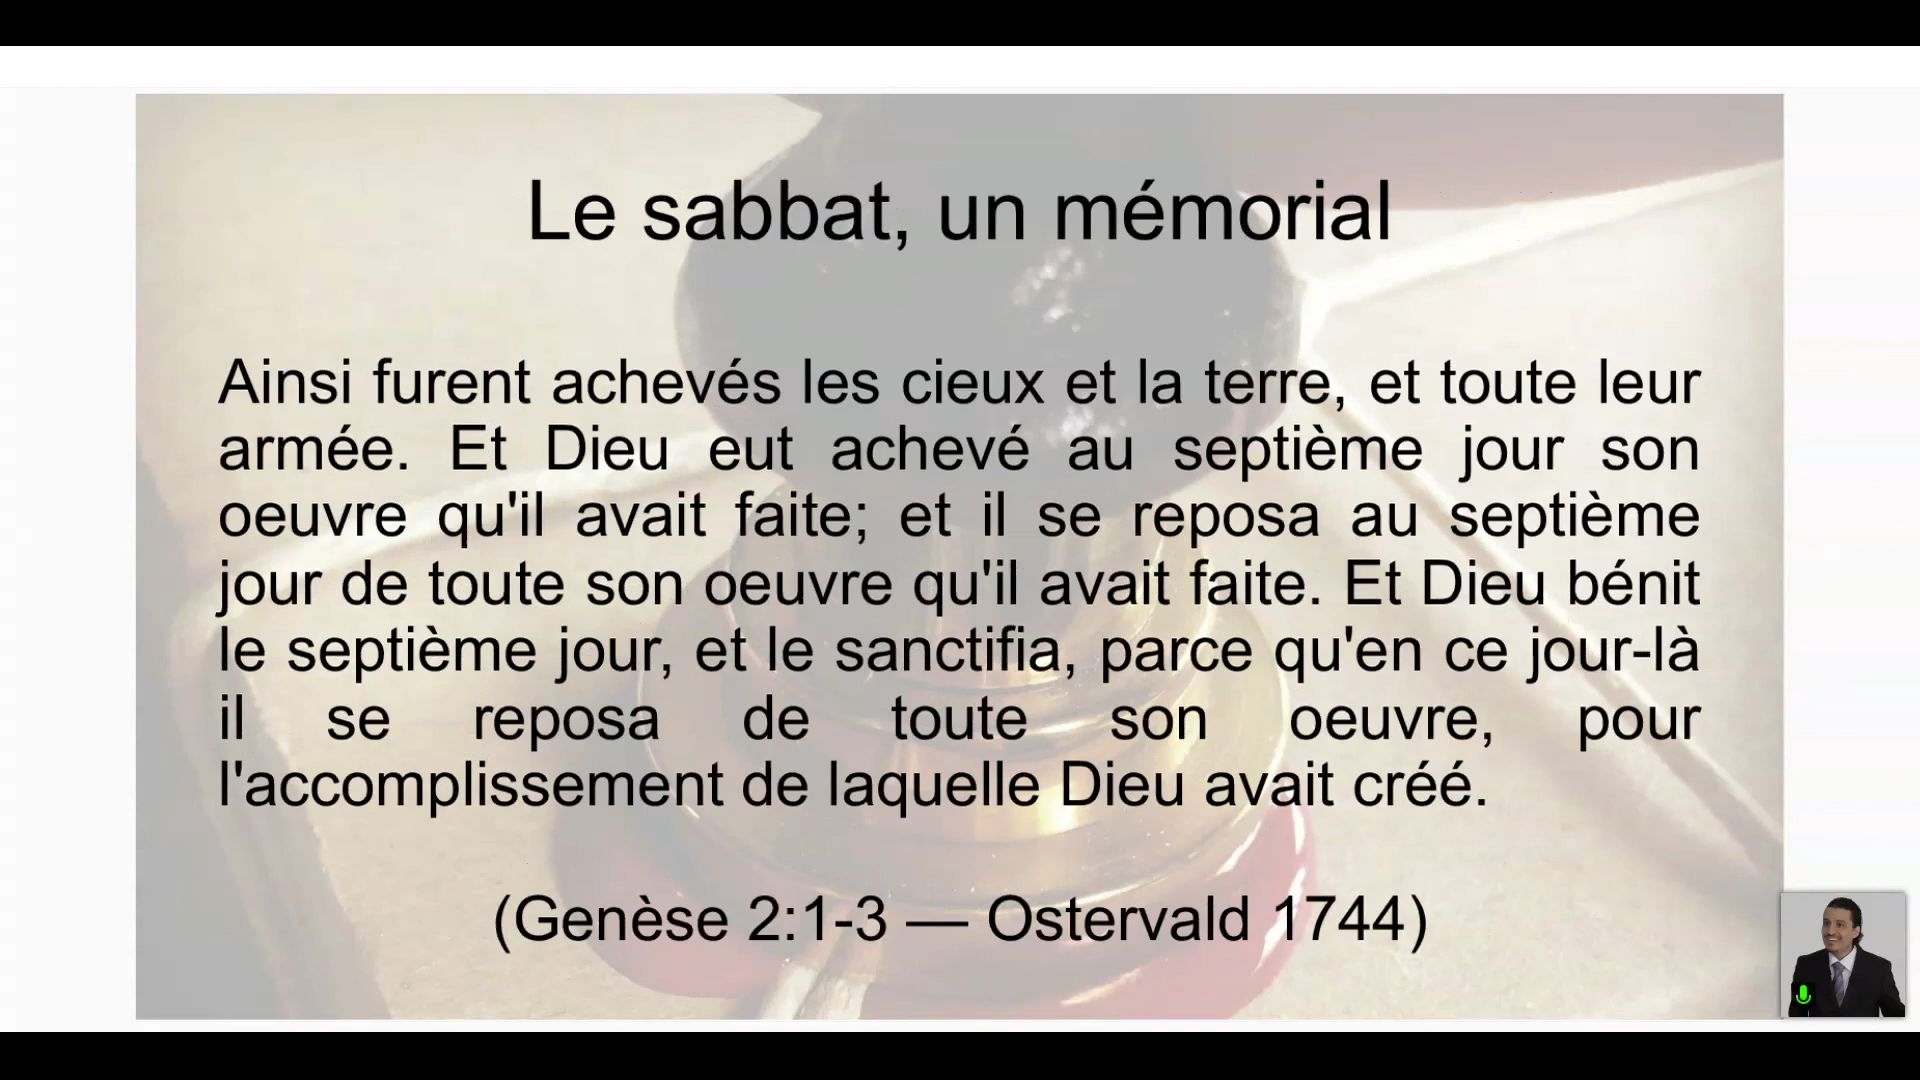 Le sabbat, un mémorial
Ainsi furent achevés les cieux et la terre, et toute leur
armée. Et Dieu eut achevé au septième jour son
oeuvre qu'il avait faite; et il se reposa au septième
jour de toute son oeuvre qu'il avait faite. Et Dieu bénit
le septième jour, et le sanctifia, parce qu'en ce jour-là
il se reposa de toute son oeuvre, pour
l'accomplissement de laquelle Dieu avait créé.
(Genèse 2:1-3 — Ostervald 1744)